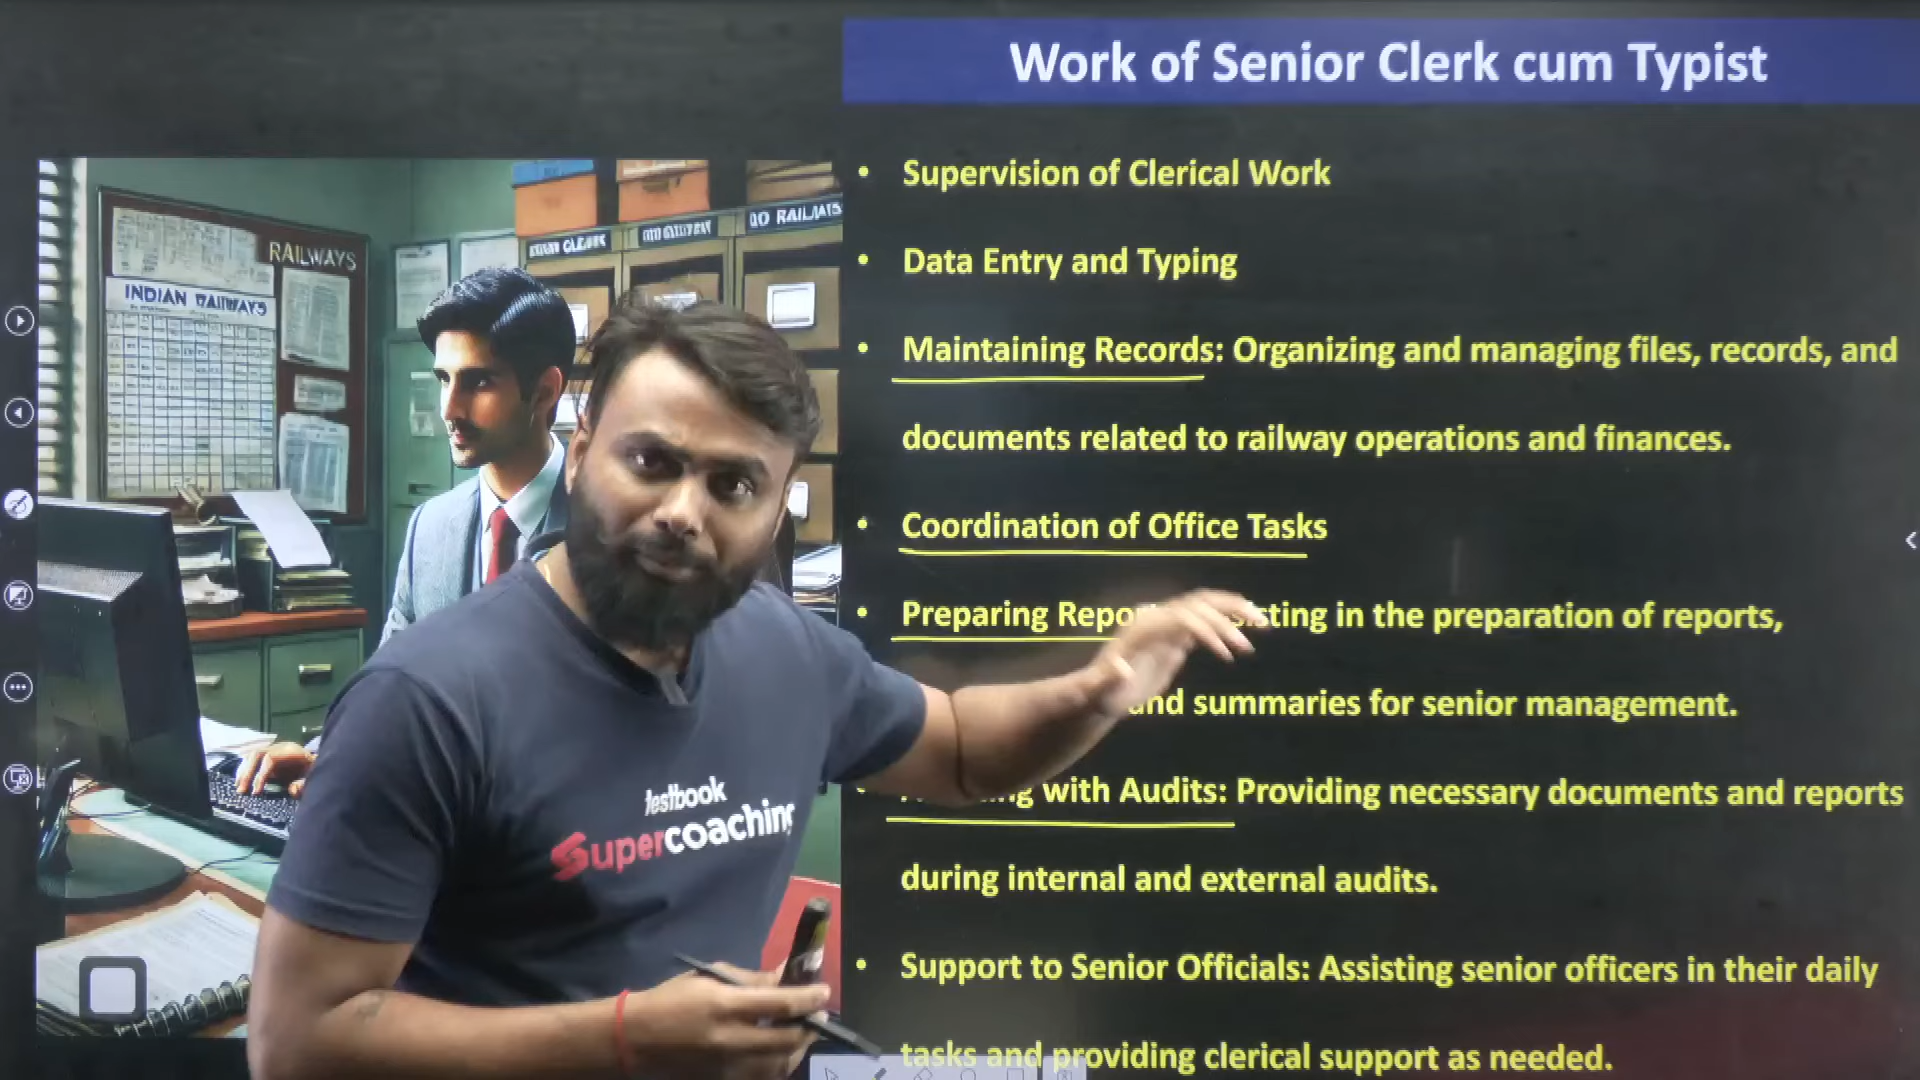 Work of Senior Clerk cum Typist
• Supervision of Clerical Work
• Data Entry and Typing
• Maintaining Records: Organizing and managing files, records, and
documents related to railway operations and finances.
• Coordination of Office Tasks
• Preparing in the preparation of reports,
summaries for senior management.
with Audits: Providing necessary documents and reports
during internal and external audits.
• Support to Senior Officials: Assisting senior officers in their daily
tasks and providing clerical support as needed.
RAILWAYS
INDIAN RAILWAYS
testbook
Supercoaching